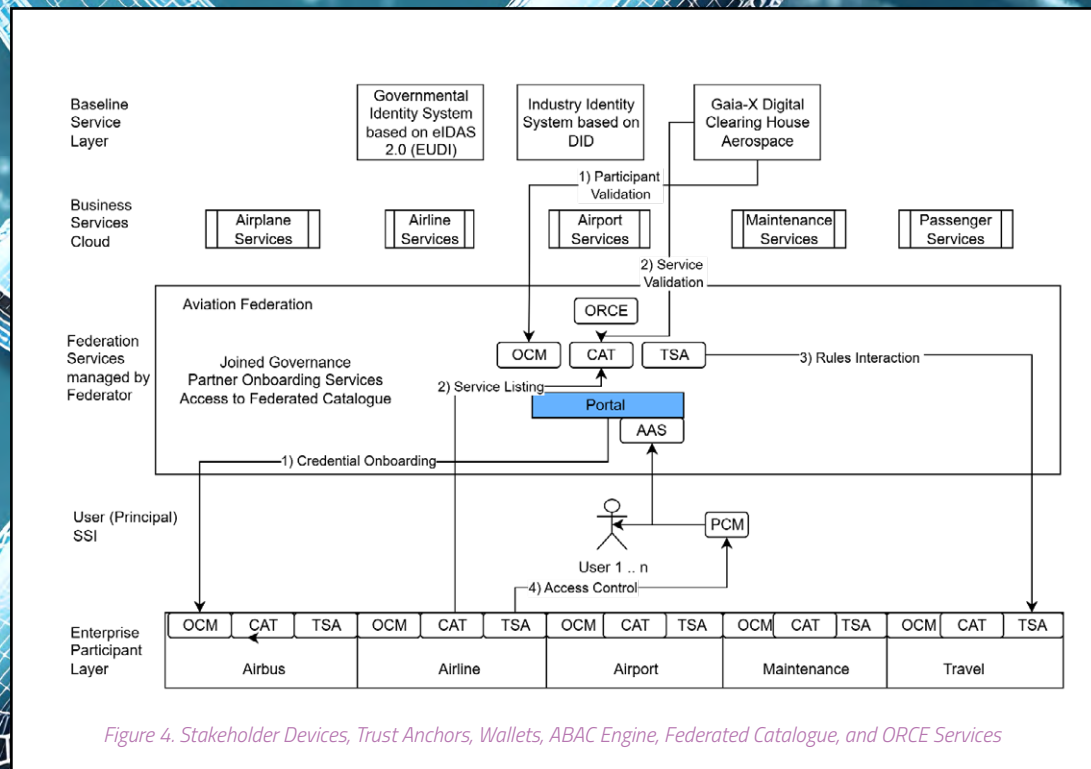 Baseline
Service
Layer
Governmental
Identity System
based on eIDAS
2.0 (EUDI)
Industry Identity
System based on
DID
Gaia-X Digital
Clearing House
Aerospace
1) Participant
Validation
Business
Services
Cloud
Airplane
Services
Airline
Services
Airport
Services
Maintenance
Services
Passenger
Services
2) Service
Validation
Federation
Services
managed by
Federator
Aviation Federation
ORCE
OCM
CAT
TSA
3) Rules Interaction
Joined Governance
Partner Onboarding Services
Access to Federated Catalogue
2) Service Listing
Portal
AAS
1) Credential Onboarding
User (Principal)
SSI
PCM
User 1 .. n
4) Access Control
Enterprise
Participant
Layer
OCM CAT TSA OCM CAT TSA OCM CAT TSA OCM CAT TSA OCM CAT TSA
Airbus Airline Airport Maintenance Travel
Figure 4. Stakeholder Devices, Trust Anchors, Wallets, ABAC Engine, Federated Catalogue, and ORCE Services